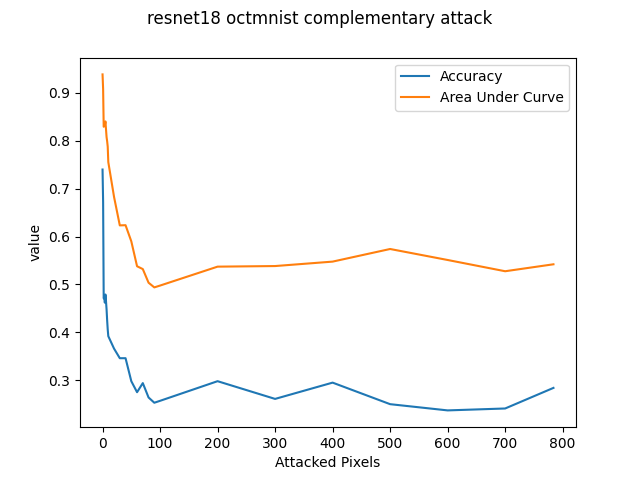 resnet18 octmnist complementary attack
Accuracy
Area Under Curve
value
0.9
0.8
0.7
0.6
0.5
0.4
0.3
0 100 200 300 400 500 600 700 800
Attacked Pixels